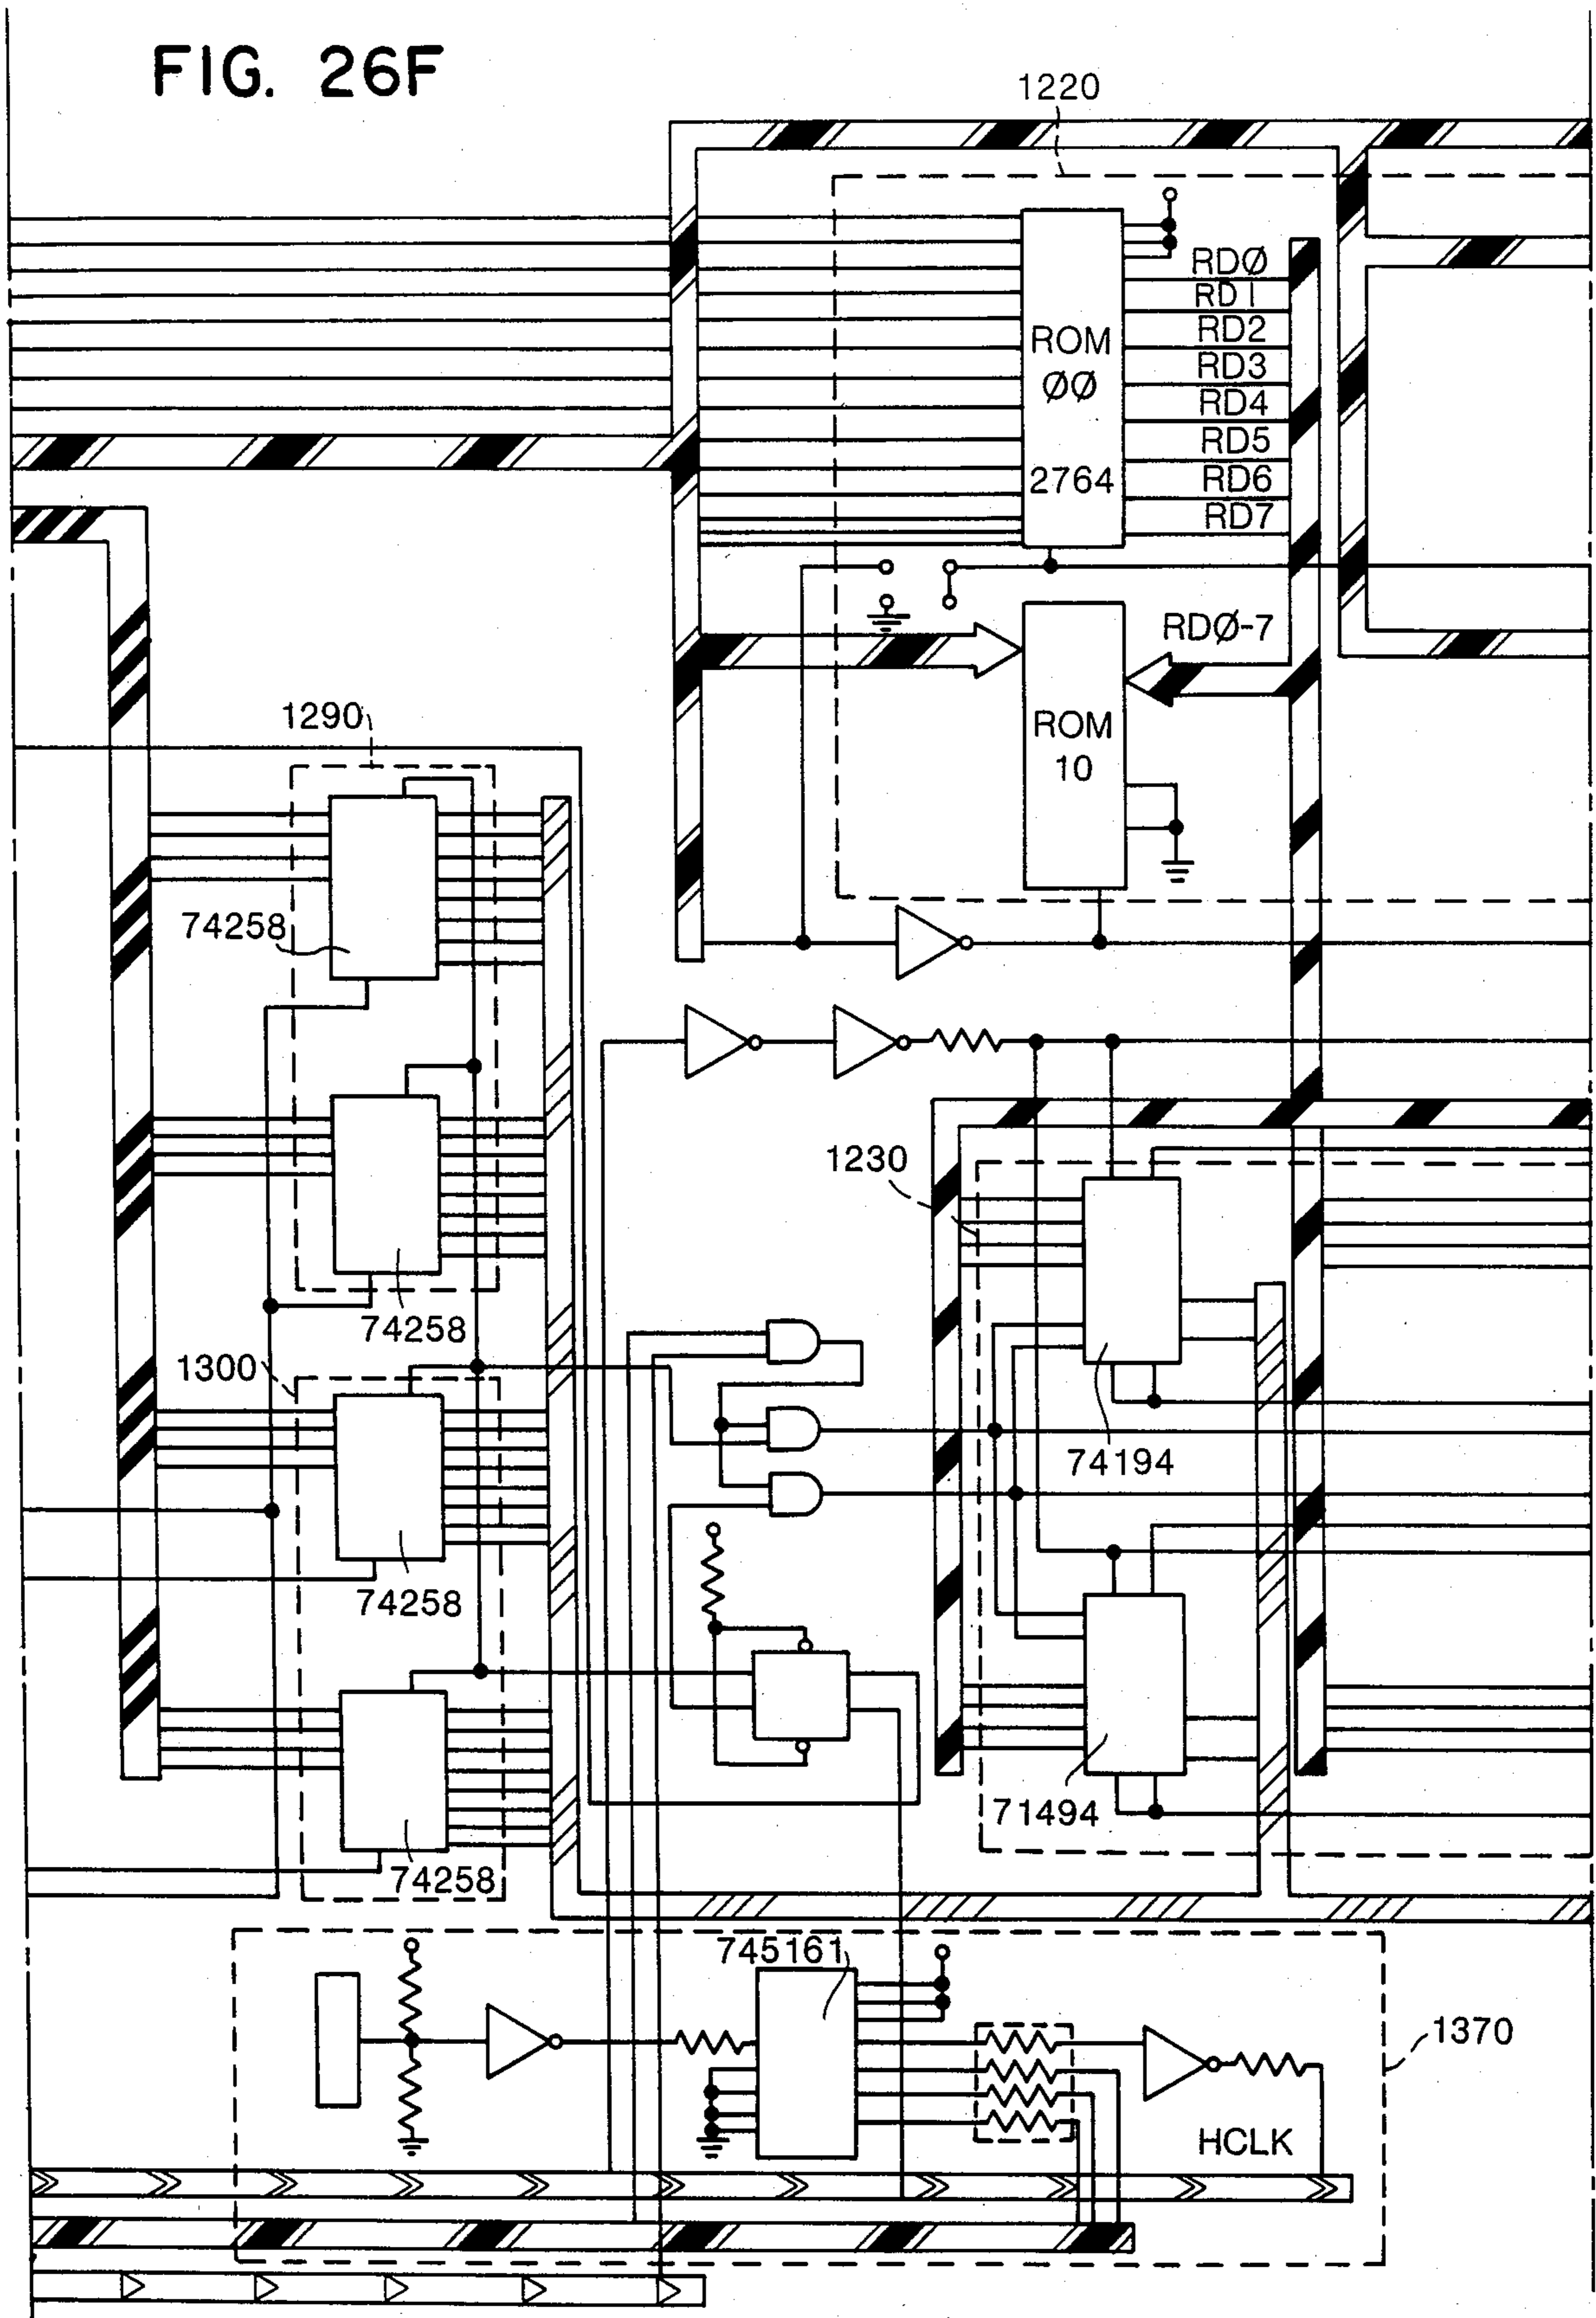 FIG. 26F
1220
RDØ
RD1
RD2
RD3
RD4
RD5
RD6
RD7
ROM
ØØ
2764
RDØ-7
ROM
10
1290
74258
74258
1230
1300
74194
74258
71494
74258
745161
1370
HCLK